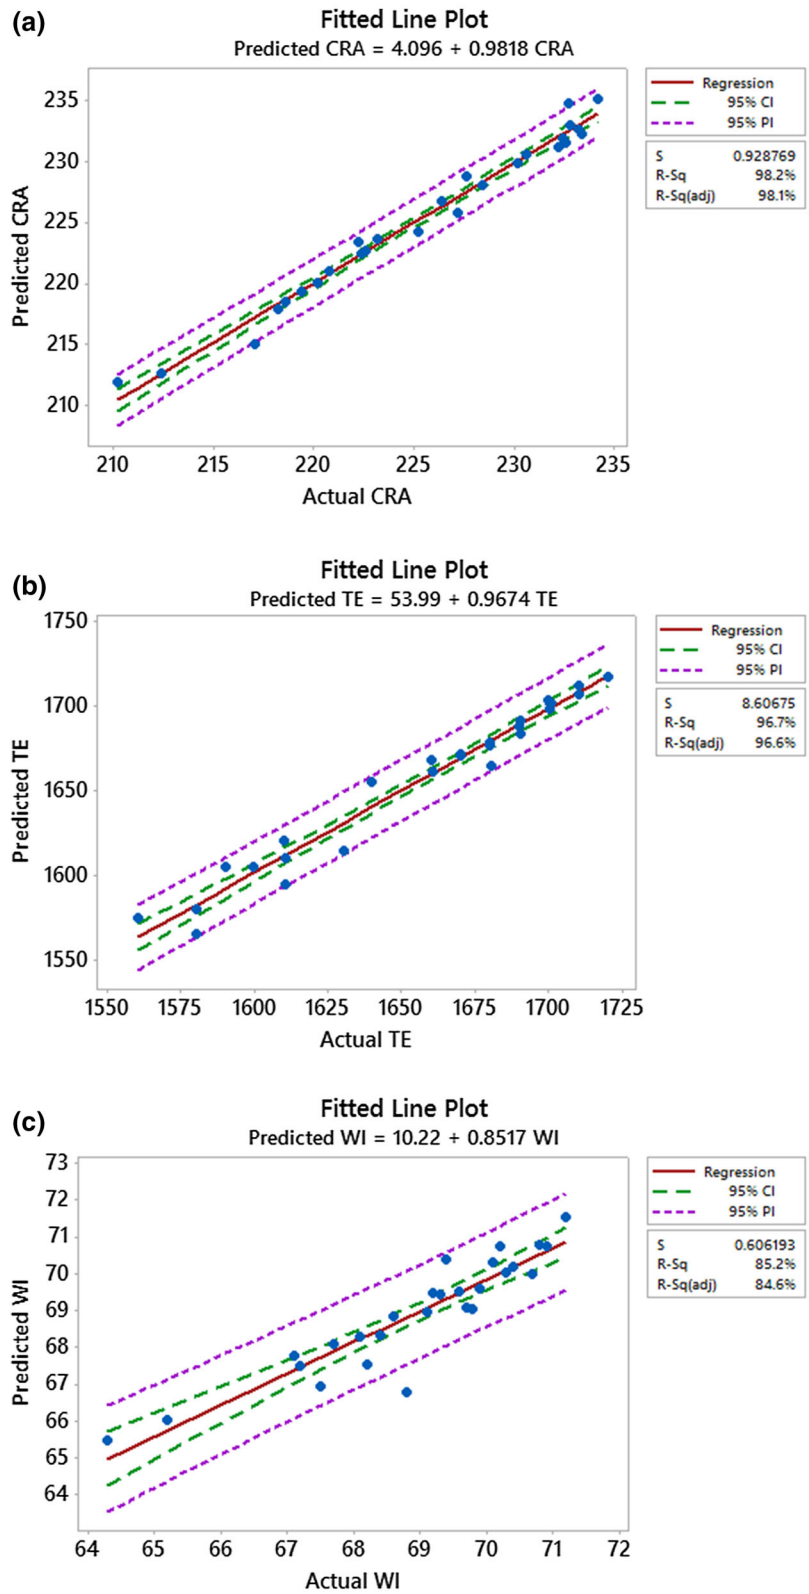 (a)
Fitted Line Plot
Predicted CRA = 4.096 + 0.9818 CRA
Regression
95% CI
95% PI
S 0.928769
R-Sq 98.2%
R-Sq(adj) 98.1%
Predicted CRA
235
230
225
220
215
210
210 215 220 225 230 235
Actual CRA
(b)
Fitted Line Plot
Predicted TE = 53.99 + 0.9674 TE
Regression
95% CI
95% PI
S 8.60675
R-Sq 96.7%
R-Sq(adj) 96.6%
Predicted TE
1750
1700
1650
1600
1550
1550 1575 1600 1625 1650 1675 1700 1725
Actual TE
(c)
Fitted Line Plot
Predicted WI = 10.22 + 0.8517 WI
Regression
95% CI
95% PI
S 0.606193
R-Sq 85.2%
R-Sq(adj) 84.6%
Predicted WI
73
72
71
70
69
68
67
66
65
64
64 65 66 67 68 69 70 71 72
Actual WI